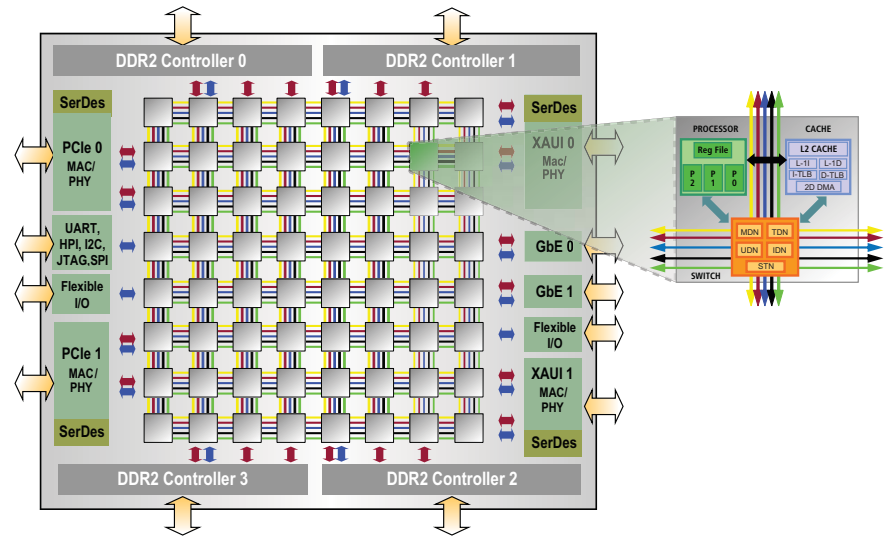 DDR2 Controller 0
DDR2 Controller 1
SerDes
PCIe 0
MAC/
PHY
UART,
HPI, I2C,
JTAG,SPI
Flexible
I/O
PCIe 1
MAC/
PHY
SerDes
SerDes
XAUI 0
Mac/
PHY
GbE 0
GbE 1
Flexible
I/O
XAUI 1
MAC/
PHY
SerDes
DDR2 Controller 3
DDR2 Controller 2
PROCESSOR
CACHE
Reg File
P
2
P
1
P
0
L2 CACHE
L-1I
L-1D
I-TLB
D-TLB
2D DMA
MDN
TDN
UDN
IDN
STN
SWITCH